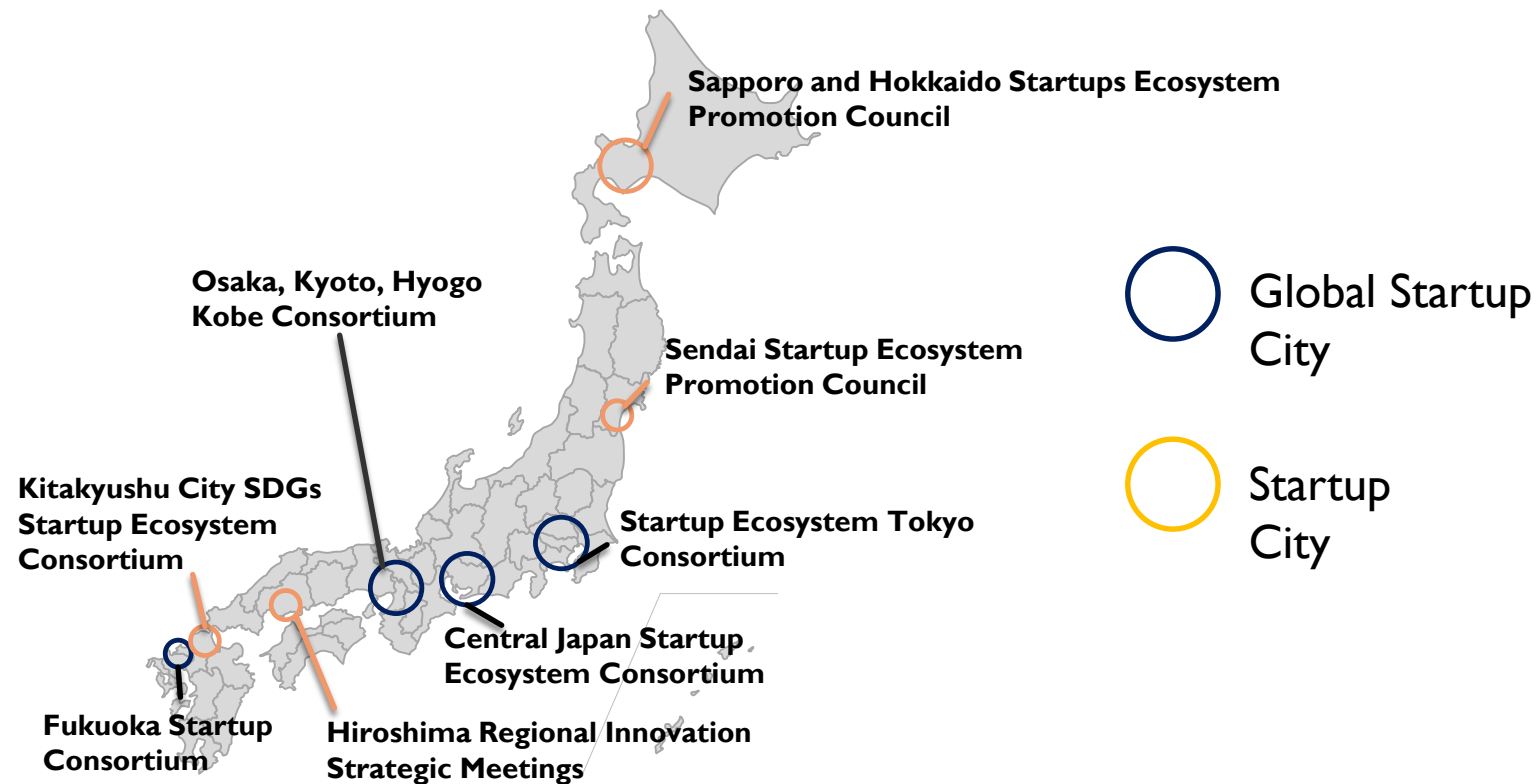 Sapporo and Hokkaido Startups Ecosystem
Promotion Council
Osaka, Kyoto, Hyogo
Kobe Consortium
Global Startup
City
Sendai Startup Ecosystem
Promotion Council
Startup
City
Kitakyushu City SDGs
Startup Ecosystem
Consortium
Startup Ecosystem Tokyo
Consortium
Central Japan Startup
Ecosystem Consortium
Fukuoka Startup
Consortium
Hiroshima Regional Innovation
Strategic Meetings